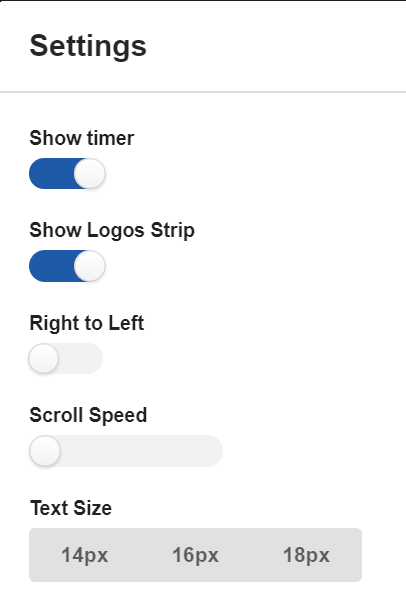 Settings
Show timer
Show Logos Strip
Right to Left
Scroll Speed
Text Size
14px 16px 18px